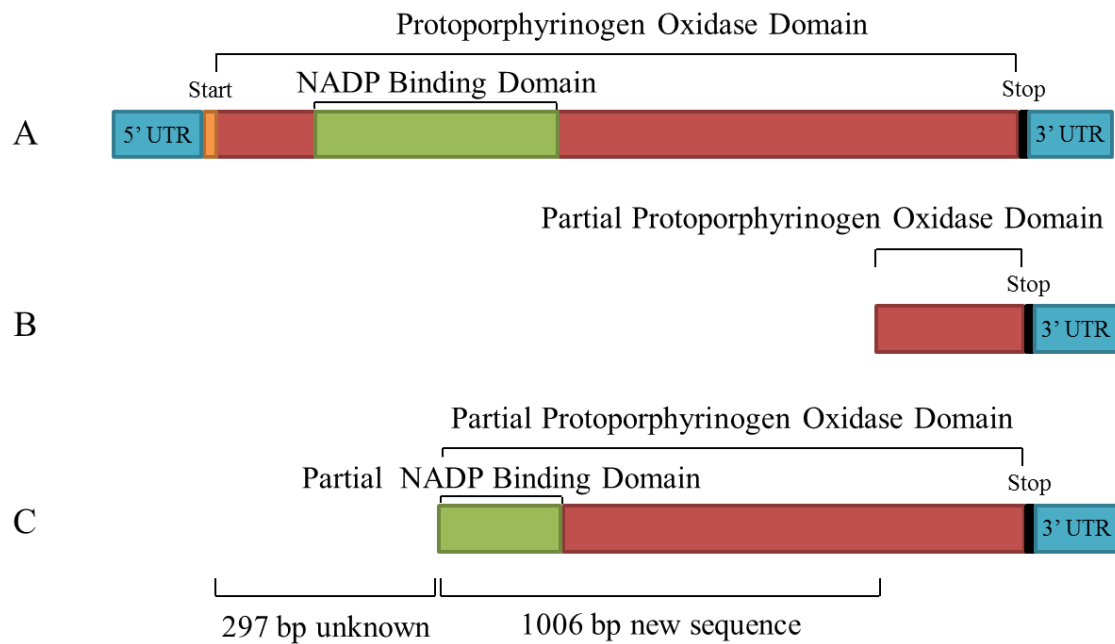 Protoporphyrinogen Oxidase Domain
Start
NADP Binding Domain
Stop
A
5’ UTR
3’ UTR
Partial Protoporphyrinogen Oxidase Domain
Stop
B
3’ UTR
Partial Protoporphyrinogen Oxidase Domain
Partial NADP Binding Domain
Stop
C
3’ UTR
297 bp unknown
1006 bp new sequence